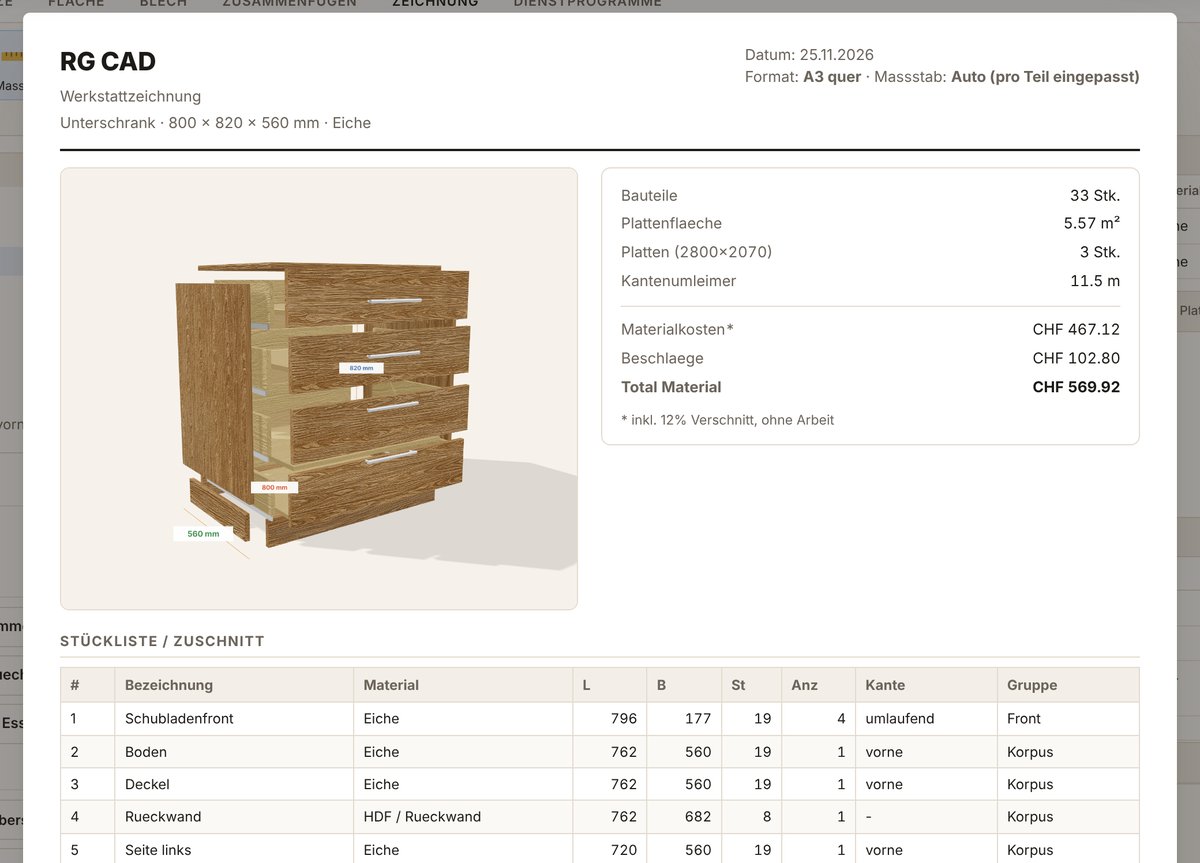 FLÄCHE BLECH ZUSAMMENFÜGEN ZEICHNUNG DIENSTPROGRAMME
RG CAD
Werkstattzeichnung
Unterschrank · 800 × 820 × 560 mm · Eiche
Datum: 25.11.2026
Format: A3 quer · Massstab: Auto (pro Teil eingepasst)
820 mm
800 mm
560 mm
Bauteile 33 Stk.
Plattenflaeche 5.57 m²
Platten (2800×2070) 3 Stk.
Kantenumleimer 11.5 m
Materialkosten* CHF 467.12
Beschlaege CHF 102.80
Total Material CHF 569.92
* inkl. 12% Verschnitt, ohne Arbeit
STÜCKLISTE / ZUSCHNITT
# Bezeichnung Material L B St Anz Kante Gruppe
1 Schubladenfront Eiche 796 177 19 4 umlaufend Front
2 Boden Eiche 762 560 19 1 vorne Korpus
3 Deckel Eiche 762 560 19 1 vorne Korpus
4 Rueckwand HDF / Rueckwand 762 682 8 1 - Korpus
5 Seite links Eiche 720 560 19 1 vorne Korpus